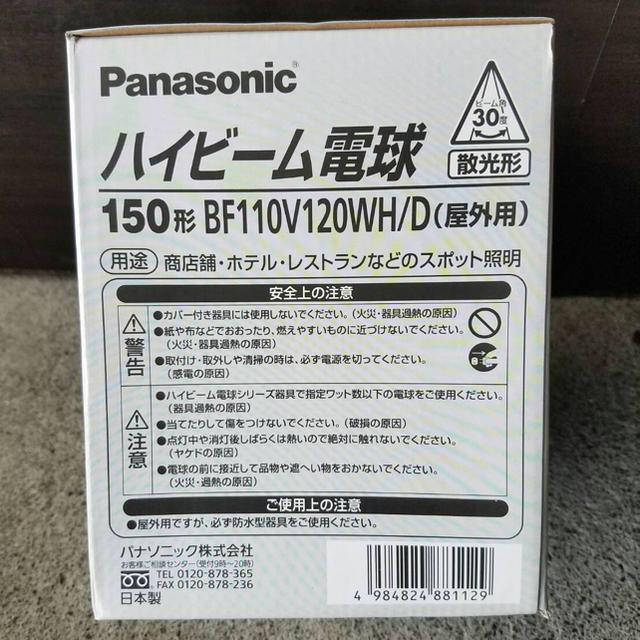 Panasonic®
ビーム角
30度
散光形
ハイビーム電球
150形 BF110V120WH/D(屋外用)
用途 商店舗・ホテル・レストランなどのスポット照明
安全上の注意
警告
●カバー付き器具には使用しないでください。(火災・器具過熱の原因)
●紙や布などでおおったり、燃えやすいものに近づけないでください。
(火災・器具過熱の原因)
●取付け・取外しや清掃の時は、必ず電源を切ってください。
(感電の原因)
注意
●ハイビーム電球シリーズ器具で指定ワット数以下の電球をご使用ください。
(器具過熱の原因)
●当てたりして傷をつけないでください。(破損の原因)
●点灯中や消灯後しばらくは熱いので絶対に触れないでください。
(ヤケドの原因)
●電球の前に接近して品物や遮へい物をおかないでください。
(火災・過熱の原因)
ご使用上の注意
●屋外用ですが、必ず防水型器具をご使用ください。
パナソニック株式会社
お客様ご相談センター(受付9時~20時)
TEL 0120-878-365
FAX 0120-878-236
日本製
4 984824 881129